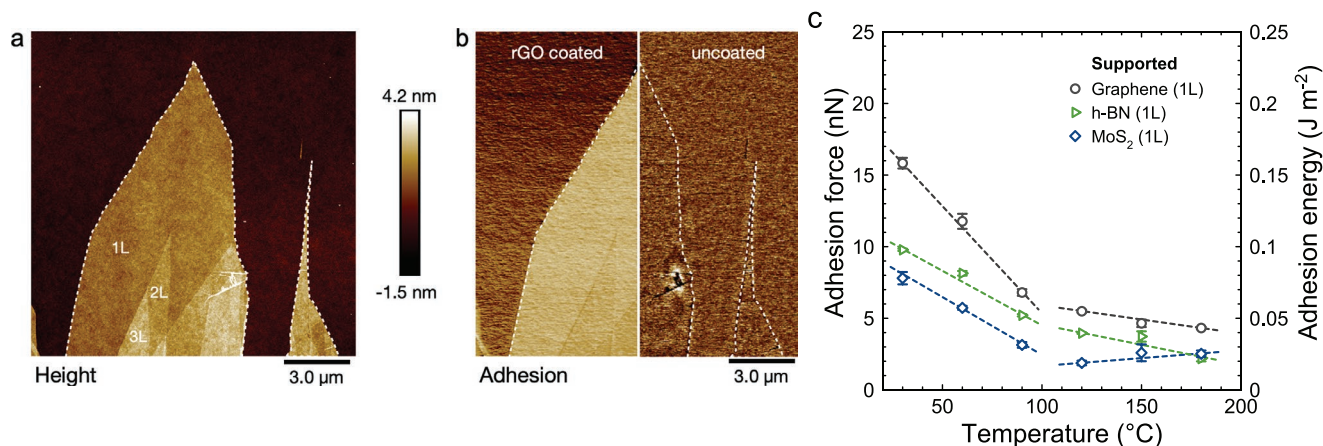 a
1L
2L
3L
Height
3.0 μm
4.2 nm
-1.5 nm
b
rGO coated
uncoated
Adhesion
3.0 μm
c
Adhesion force (nN)
25
20
15
10
5
0
Supported
Graphene (1L)
h-BN (1L)
MoS₂ (1L)
0.25
0.2
0.15
0.1
0.05
0
Adhesion energy (J m⁻²)
50 100 150 200
Temperature (°C)